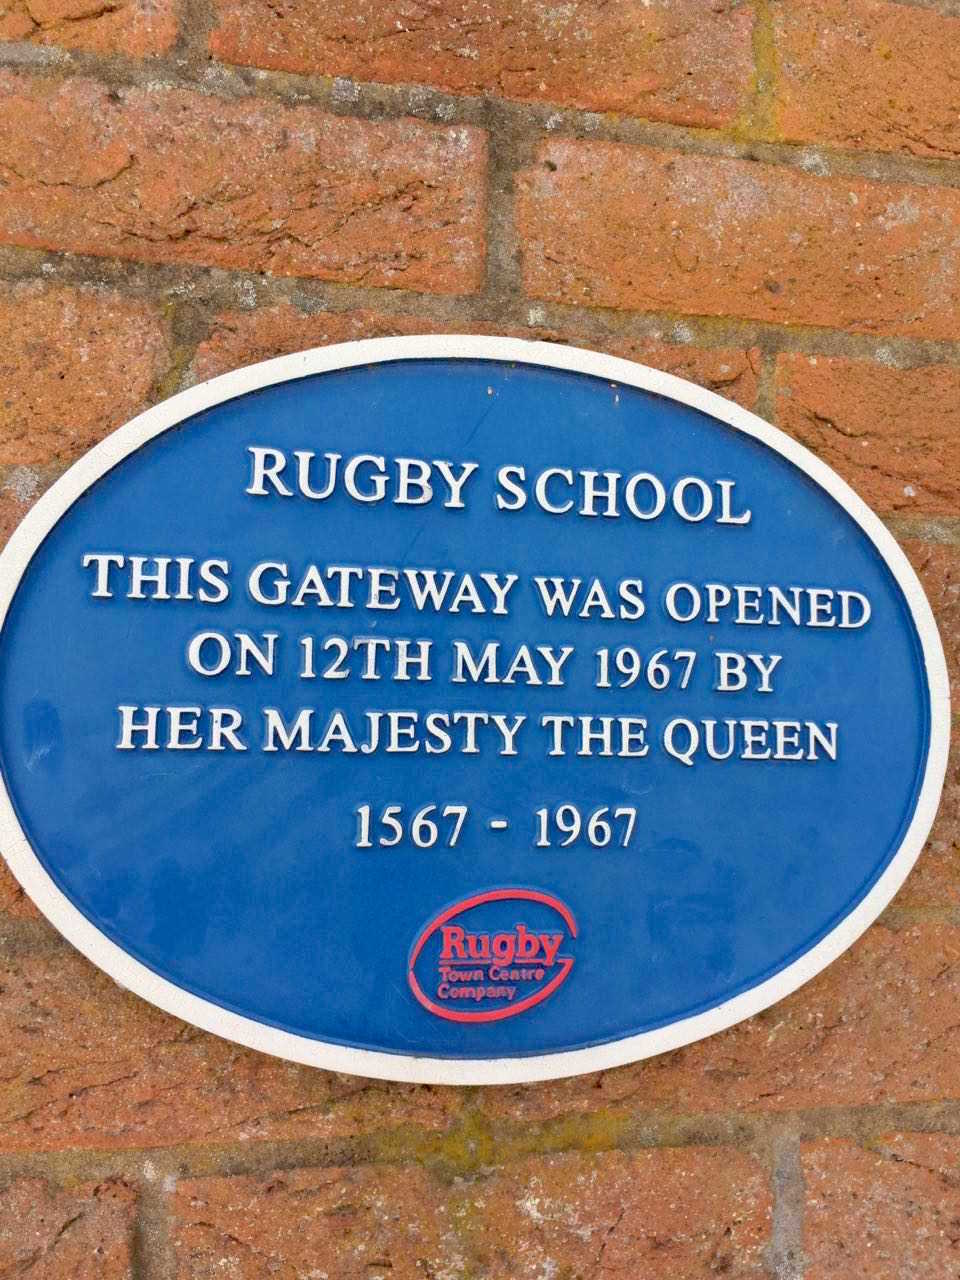 RUGBY SCHOOL
THIS GATEWAY WAS OPENED
ON 12TH MAY 1967 BY
HER MAJESTY THE QUEEN
1567 - 1967
Rugby
Town Centre
Company